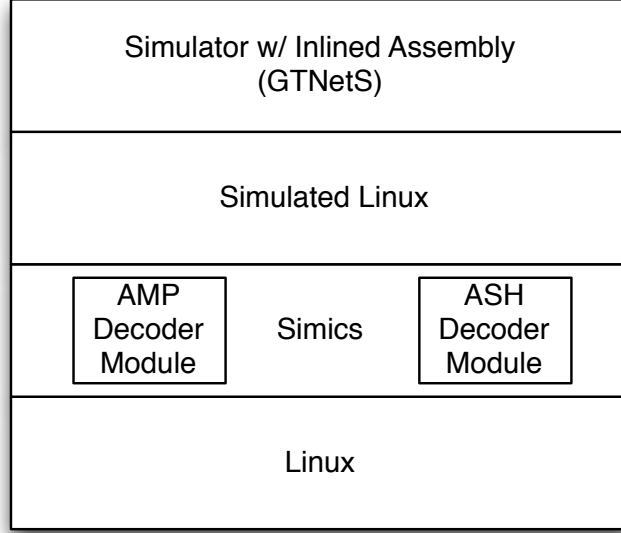 Simulator w/ Inlined Assembly
(GTNetS)
Simulated Linux
AMP
Decoder
Module
Simics
ASH
Decoder
Module
Linux